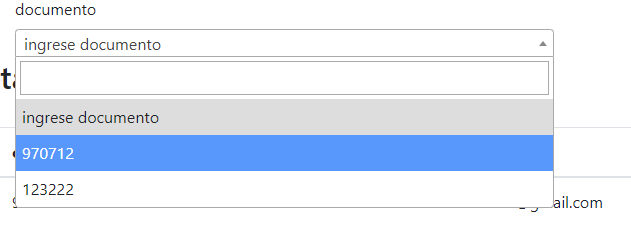 documento
ingrese documento
ingrese documento
970712
123222